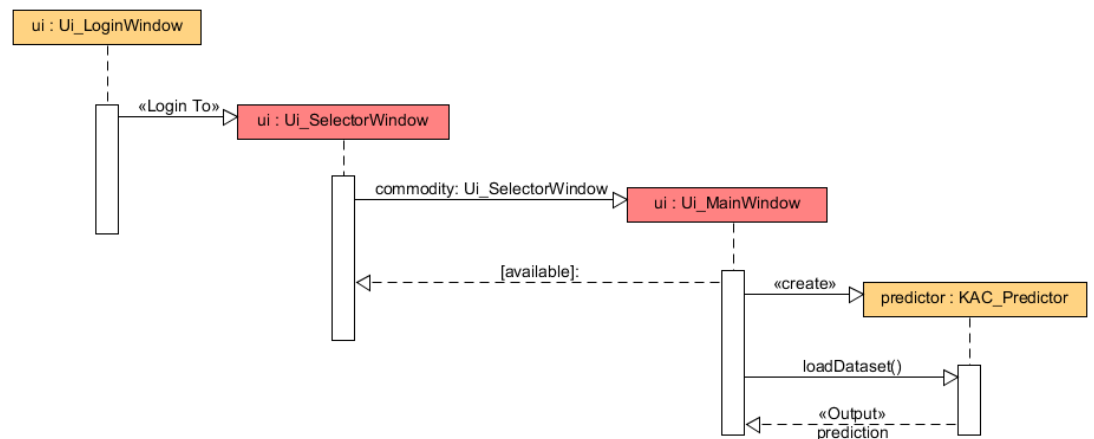 ui : Ui_LoginWindow
«Login To»
ui : Ui_SelectorWindow
commodity: Ui_SelectorWindow
ui : Ui_MainWindow
[available]:
«create»
predictor : KAC_Predictor
loadDataset()
«Output»
prediction